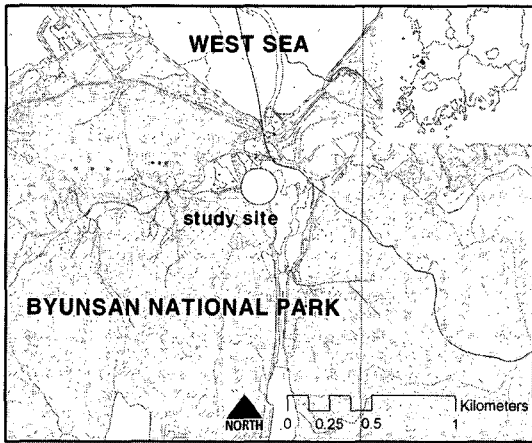 WEST SEA
study site
BYUNSAN NATIONAL PARK
NORTH
Kilometers
0 0.25 0.5 1